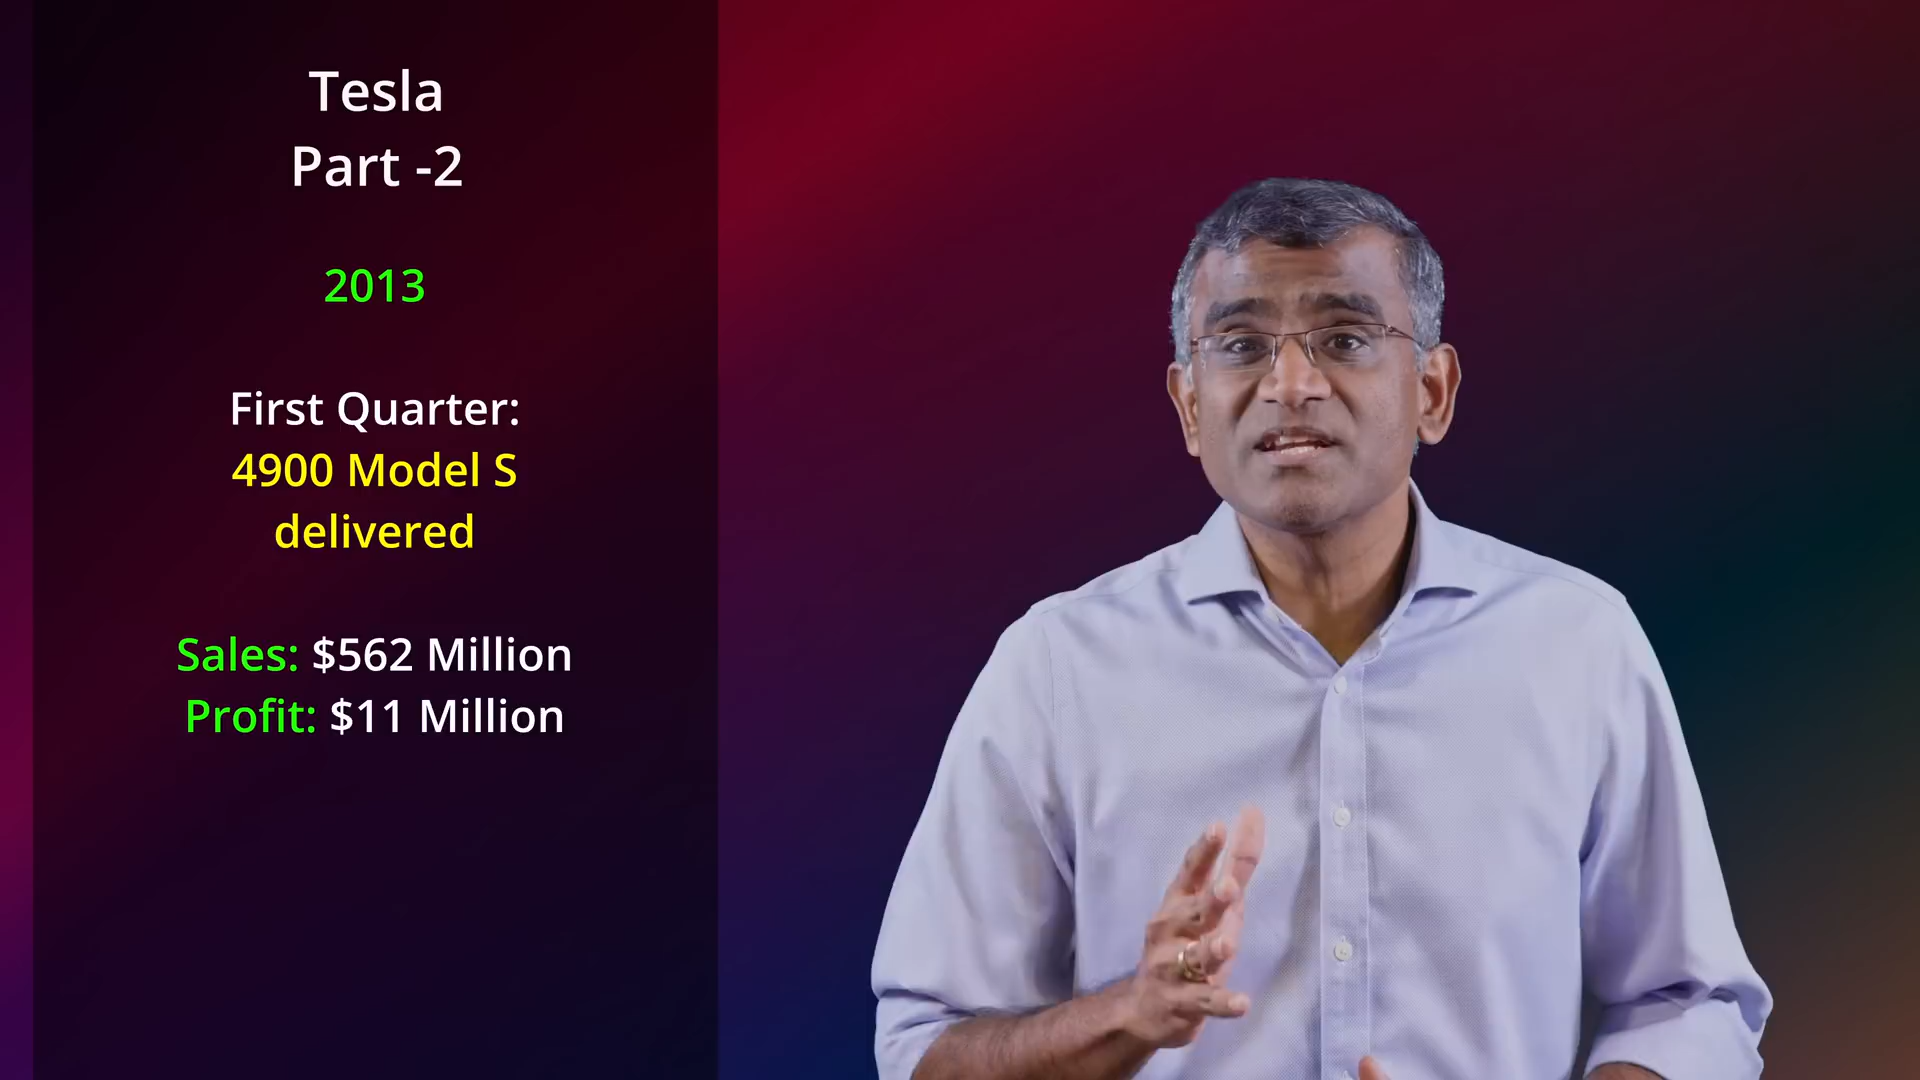 Tesla
Part -2
2013
First Quarter:
4900 Model S
delivered
Sales: $562 Million
Profit: $11 Million